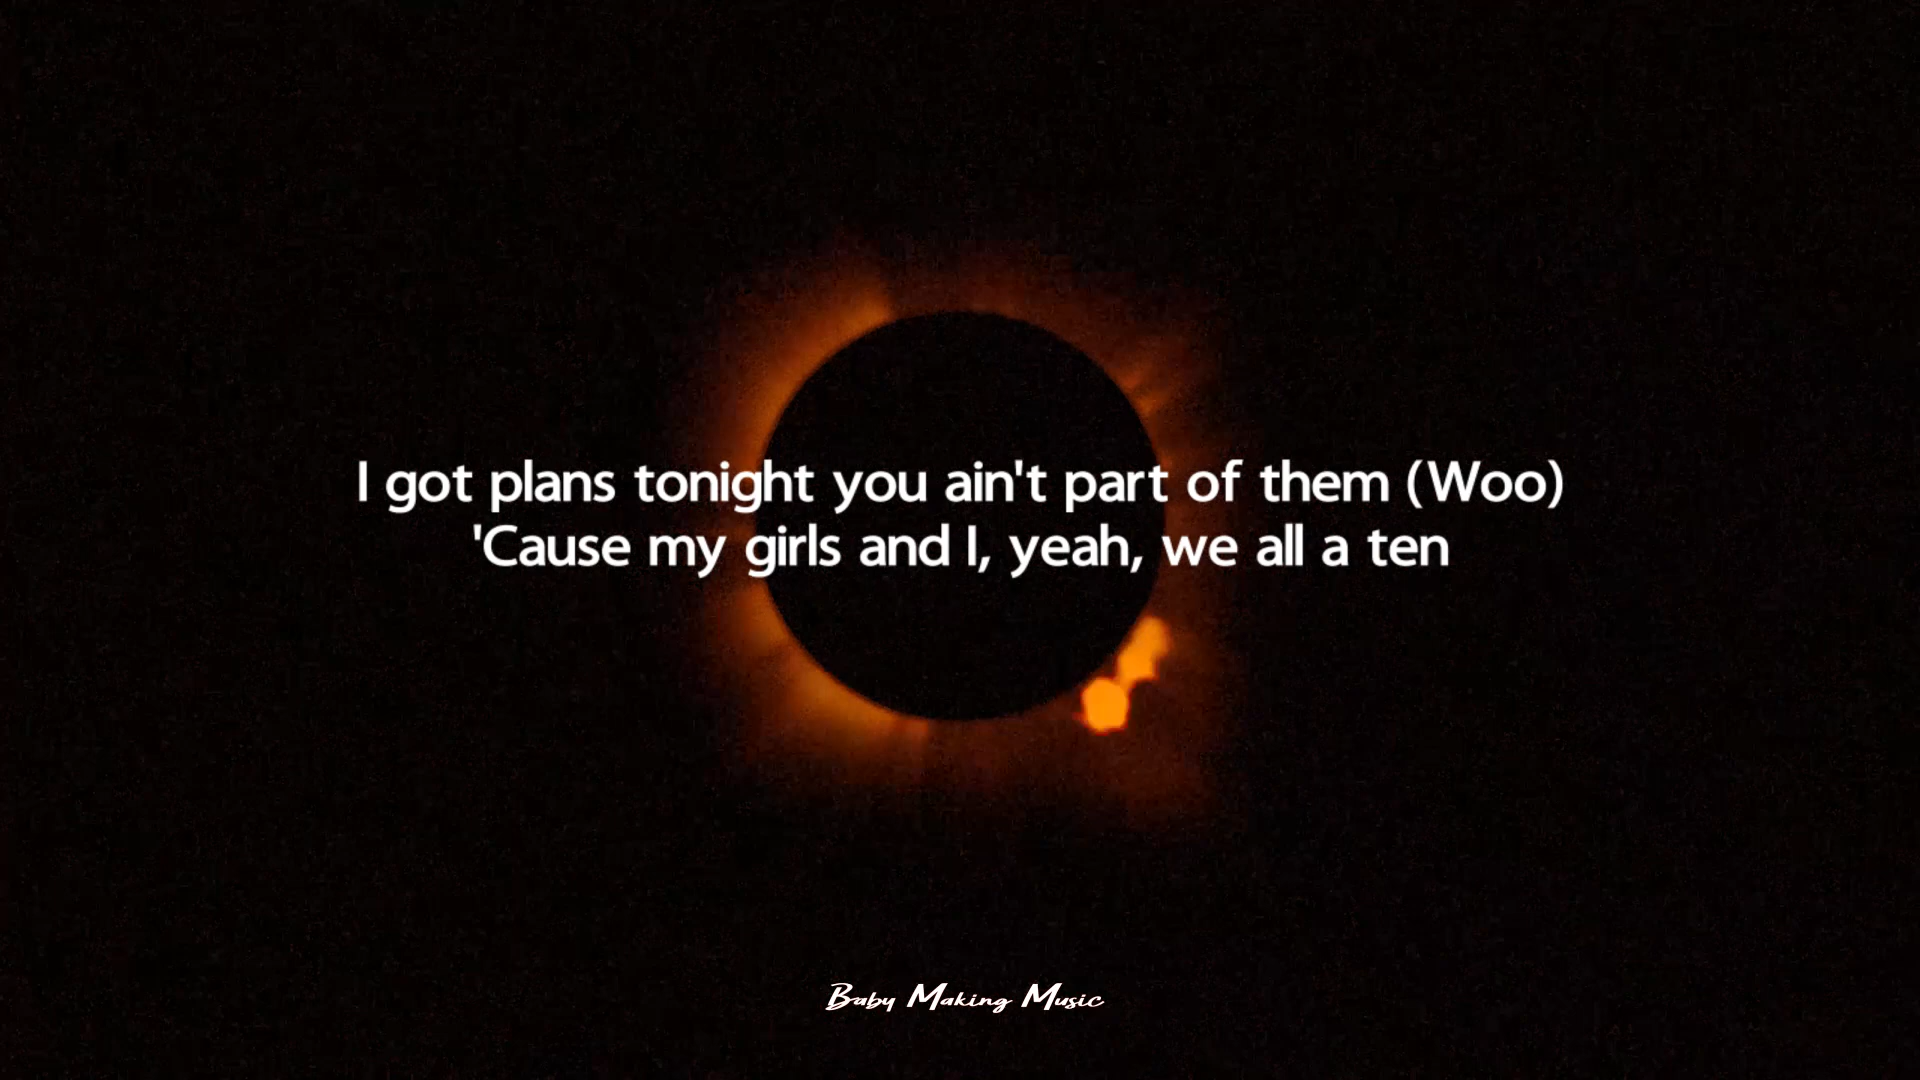 I got plans tonight you ain't part of them (Woo)
'Cause my girls and I, yeah, we all a ten
Baby Making Music